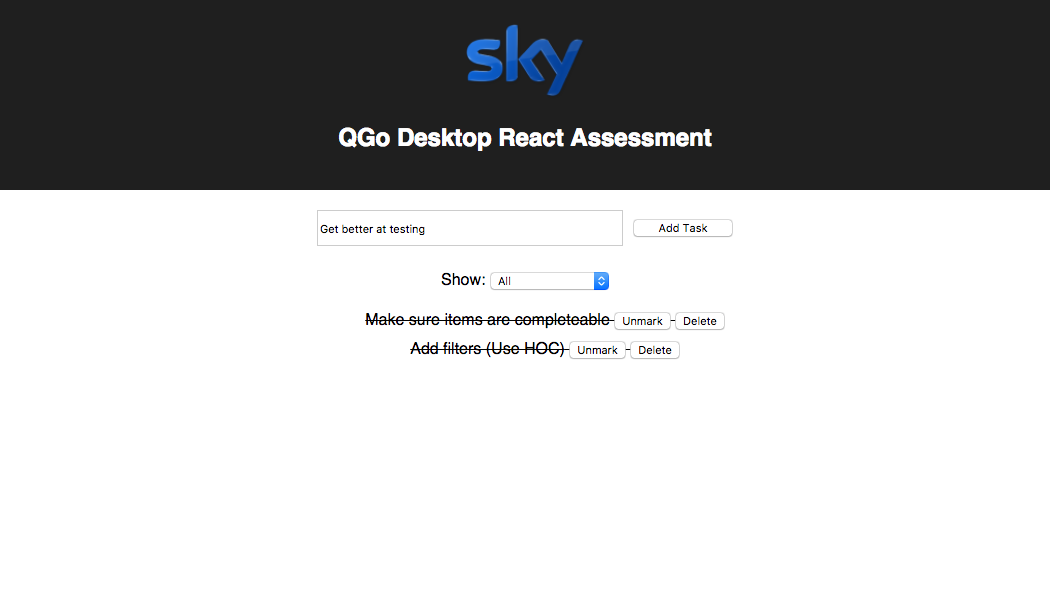 sky
QGo Desktop React Assessment
Get better at testing Add Task
Show: All
Make sure items are completeable Unmark Delete
Add filters (Use HOC) Unmark Delete